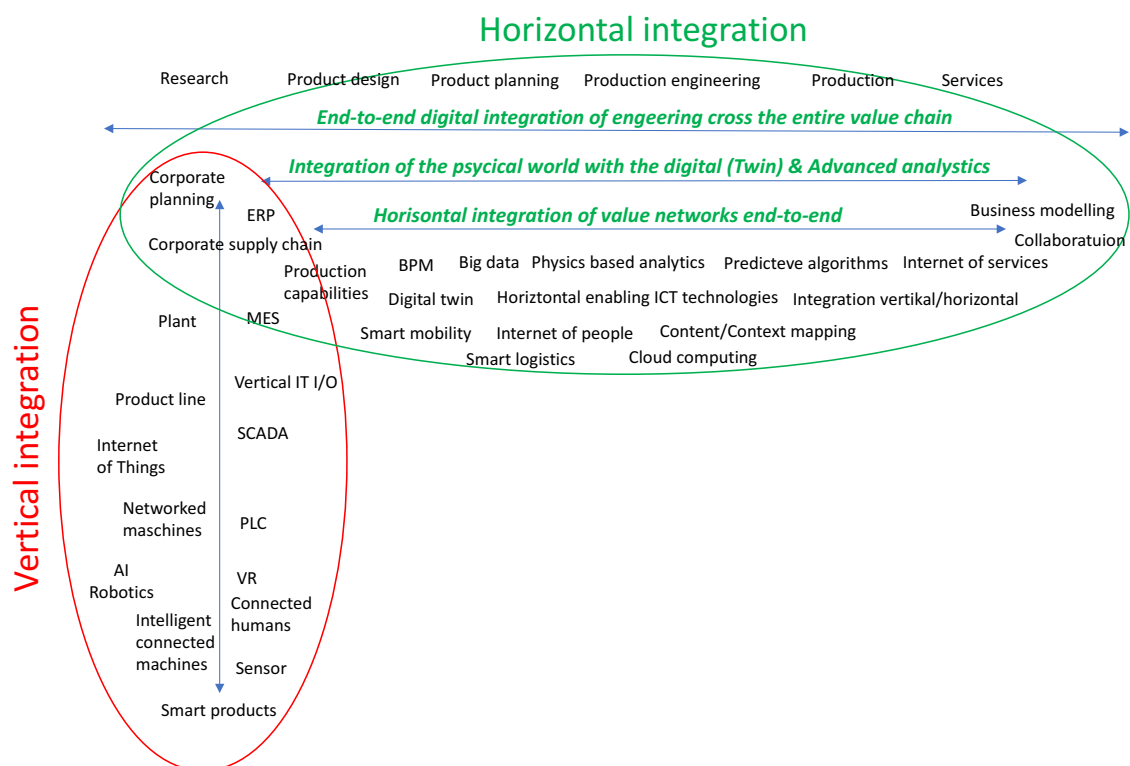 Horizontal integration
Research
Product design
Product planning
Production engineering
Production
Services
End-to-end digital integration of engeering cross the entire value chain
Integration of the psycical world with the digital (Twin) & Advanced analystics
Horisontal integration of value networks end-to-end
Corporate
planning
ERP
Corporate supply chain
Business modelling
Collaboratuion
Production
capabilities
BPM
Big data
Physics based analytics
Predicteve algorithms
Internet of services
Digital twin
Horiztontal enabling ICT technologies
Integration vertikal/horizontal
Plant
MES
Smart mobility
Internet of people
Content/Context mapping
Smart logistics
Cloud computing
Vertical integration
Vertical IT I/O
Product line
SCADA
Internet
of Things
Networked
maschines
PLC
AI
Robotics
VR
Connected
humans
Intelligent
connected
machines
Sensor
Smart products